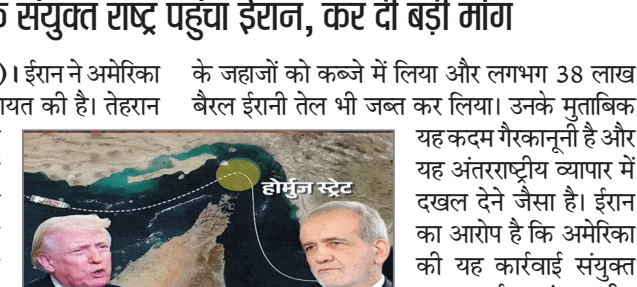 संयुक्त राष्ट्र पहुंचा ईरान, कर दी बड़ी मांग
। ईरान ने अमेरिका
की है। तेहरान
के जहाजों को कब्जे में लिया और लगभग 38 लाख
बैरल ईरानी तेल भी जब्त कर लिया। उनके मुताबिक
यह कदम गैरकानूनी है और
यह अंतरराष्ट्रीय व्यापार में
दखल देने जैसा है। ईरान
का आरोप है कि अमेरिका
की यह कार्रवाई संयुक्त
होर्मुज स्ट्रेट